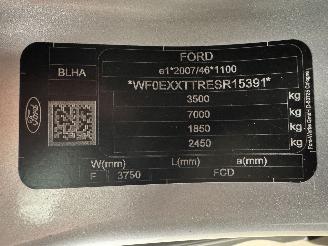 FORD
BLHA
e1*2007/46*1100
*WF0EXXTTRESR15391*
3500 kg
7000 kg
1850 kg
2450 kg
Ford
W(mm) L(mm) a(mm)
F 3750 FCD